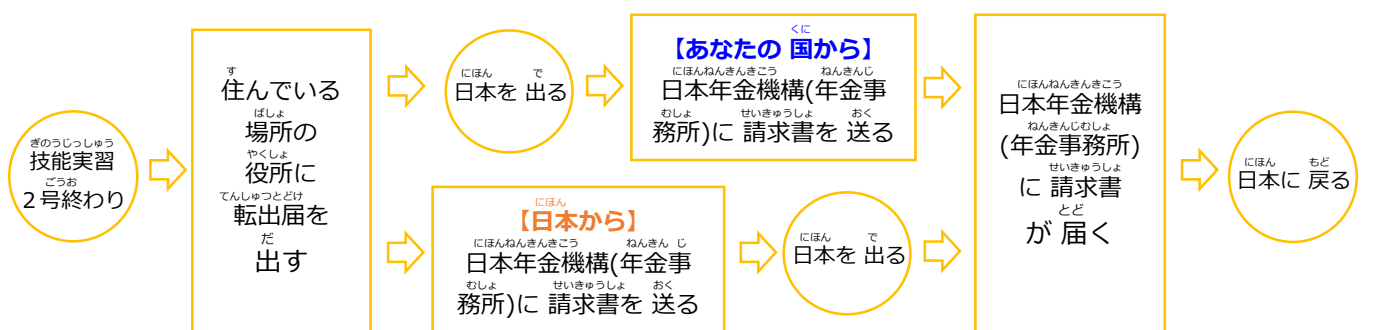 ぎのうじっしゅう
技能実習
ごうお
2号終わり
す
住んでいる
ばしょ
場所の
やくしょ
役所に
てんしゅつとどけ
転出届を
だ
出す
にほん で
日本を 出る
くに
【あなたの 国から】
にほんねんきんきこう ねんきんじ
日本年金機構(年金事
むしょ せいきゅうしょ おく
務所)に 請求書を 送る
にほん
【日本から】
にほんねんきんきこう ねんきん じ
日本年金機構(年金事
むしょ せいきゅうしょ おく
務所)に 請求書を 送る
にほん で
日本を 出る
にほんねんきんきこう
日本年金機構
ねんきんじむしょ
(年金事務所)
せいきゅうしょ
に 請求書
とど
が 届く
にほん もど
日本に 戻る